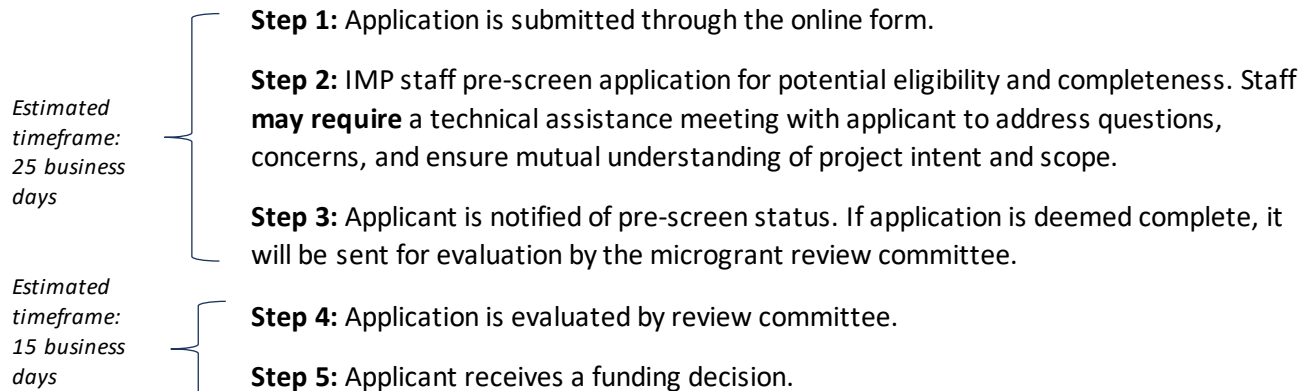 Step 1: Application is submitted through the online form.
Estimated
timeframe:
25 business
days
Step 2: IMP staff pre-screen application for potential eligibility and completeness. Staff
may require a technical assistance meeting with applicant to address questions,
concerns, and ensure mutual understanding of project intent and scope.
Step 3: Applicant is notified of pre-screen status. If application is deemed complete, it
will be sent for evaluation by the microgrant review committee.
Estimated
timeframe:
15 business
days
Step 4: Application is evaluated by review committee.
Step 5: Applicant receives a funding decision.